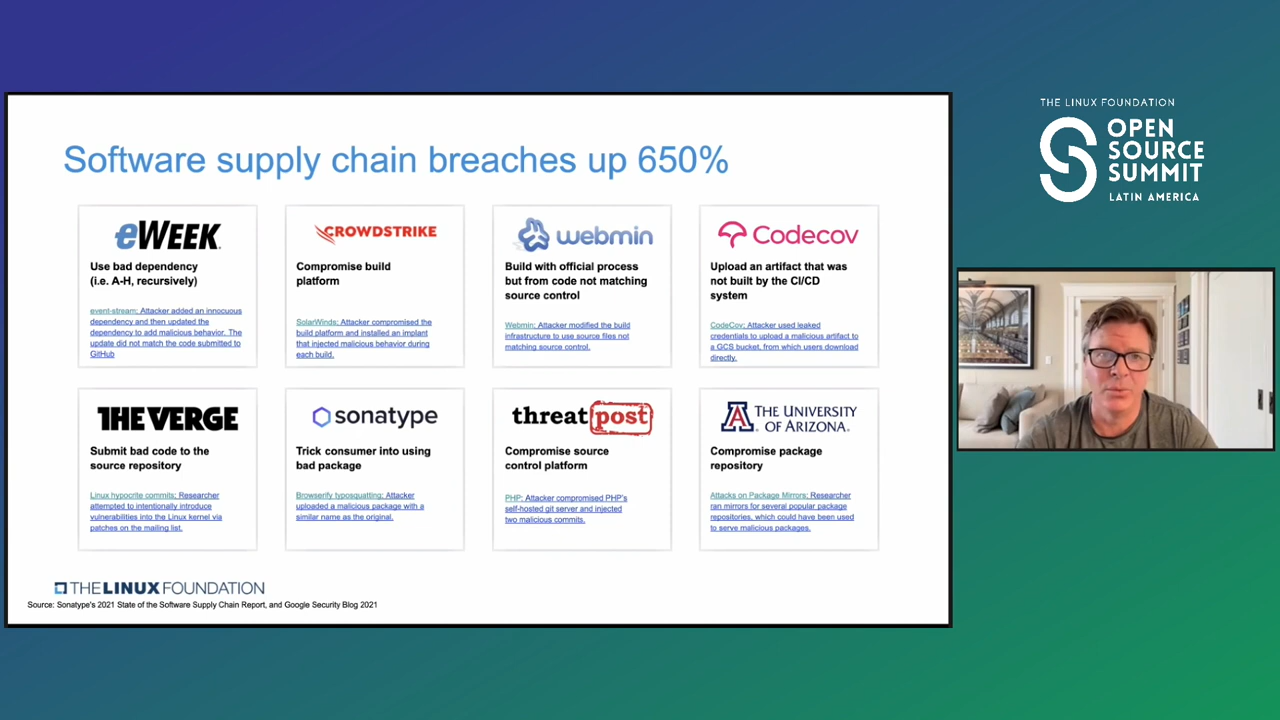 THE LINUX FOUNDATION
OPEN
SOURCE
SUMMIT
LATIN AMERICA
Software supply chain breaches up 650%
eWEEK.
Use bad dependency
(i.e. A-H, recursively)
event-stream: Attacker added an innocuous
dependency and then updated the
dependency to add malicious behavior. The
update did not match the code submitted to
GitHub
CROWDSTRIKE
Compromise build
platform
SolarWinds: Attacker compromised the
build platform and installed an implant
that injected malicious behavior during
each build.
webmin
Build with official process
but from code not matching
source control
Webmin: Attacker modified the build
infrastructure to use source files not
matching source control.
Codecov
Upload an artifact that was
not built by the CI/CD
system
CodeCov: Attacker used leaked
credentials to upload a malicious artifact to
a GCS bucket, from which users download
directly.
THE VERGE
Submit bad code to the
source repository
Linux hypocrite commits: Researcher
attempted to intentionally introduce
vulnerabilities into the Linux kernel via
patches on the mailing list.
sonatype
Trick consumer into using
bad package
Browserify typosquatting: Attacker
uploaded a malicious package with a
similar name as the original.
threat post
Compromise source
control platform
PHP: Attacker compromised PHP's
self-hosted git server and injected
two malicious commits.
A THE UNIVERSITY
OF ARIZONA.
Compromise package
repository
Attacks on Package Mirrors: Researcher
ran mirrors for several popular package
repositories, which could have been used
to serve malicious packages.
THE LINUX FOUNDATION
Source: Sonatype's 2021 State of the Software Supply Chain Report, and Google Security Blog 2021